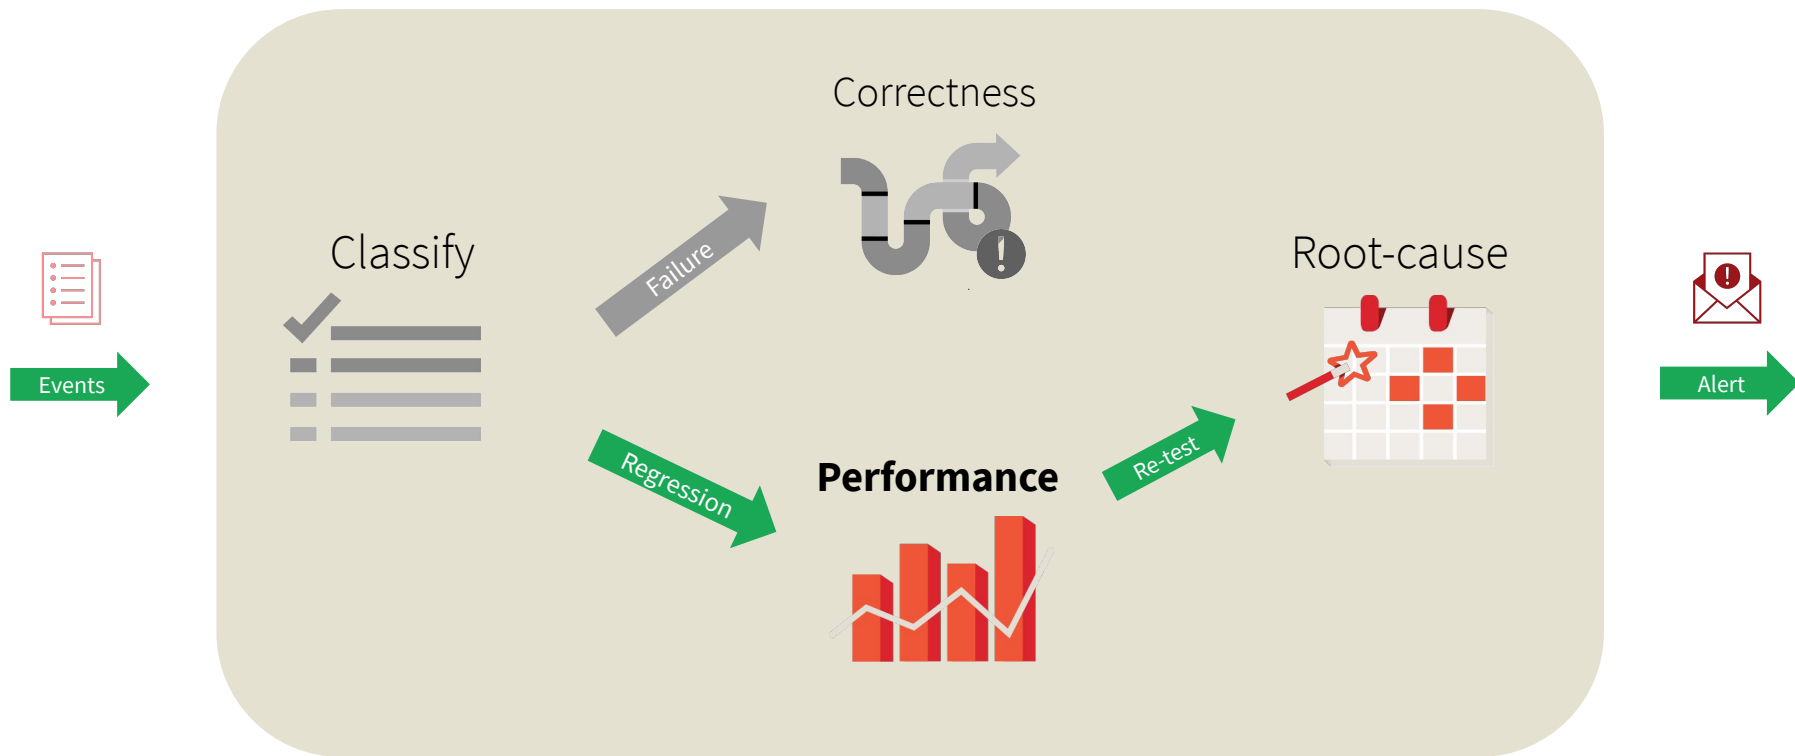 Correctness
Classify
Failure
Root-cause
Events
Alert
Regression
Performance
Re-test